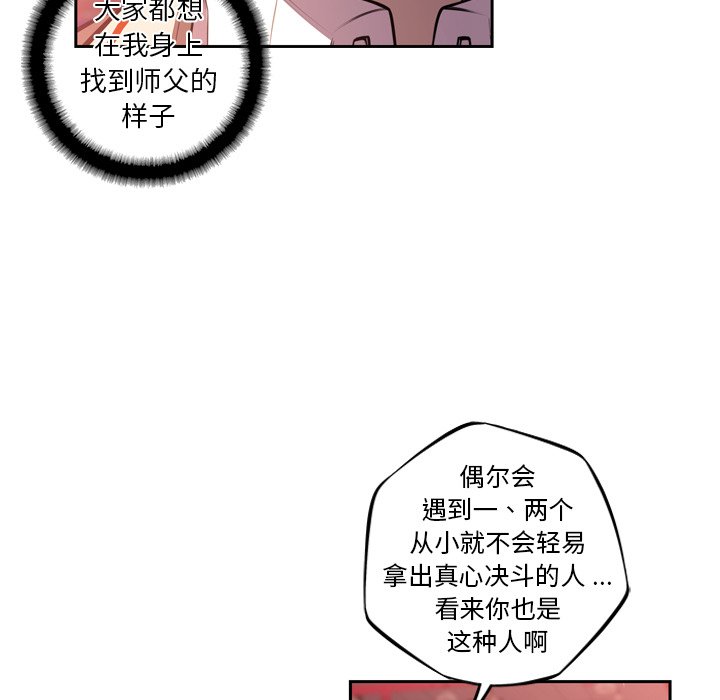 大家都想
在我身上
找到师父的
样子
偶尔会
遇到一、两个
从小就不会轻易
拿出真心决斗的人...
看来你也是
这种人啊